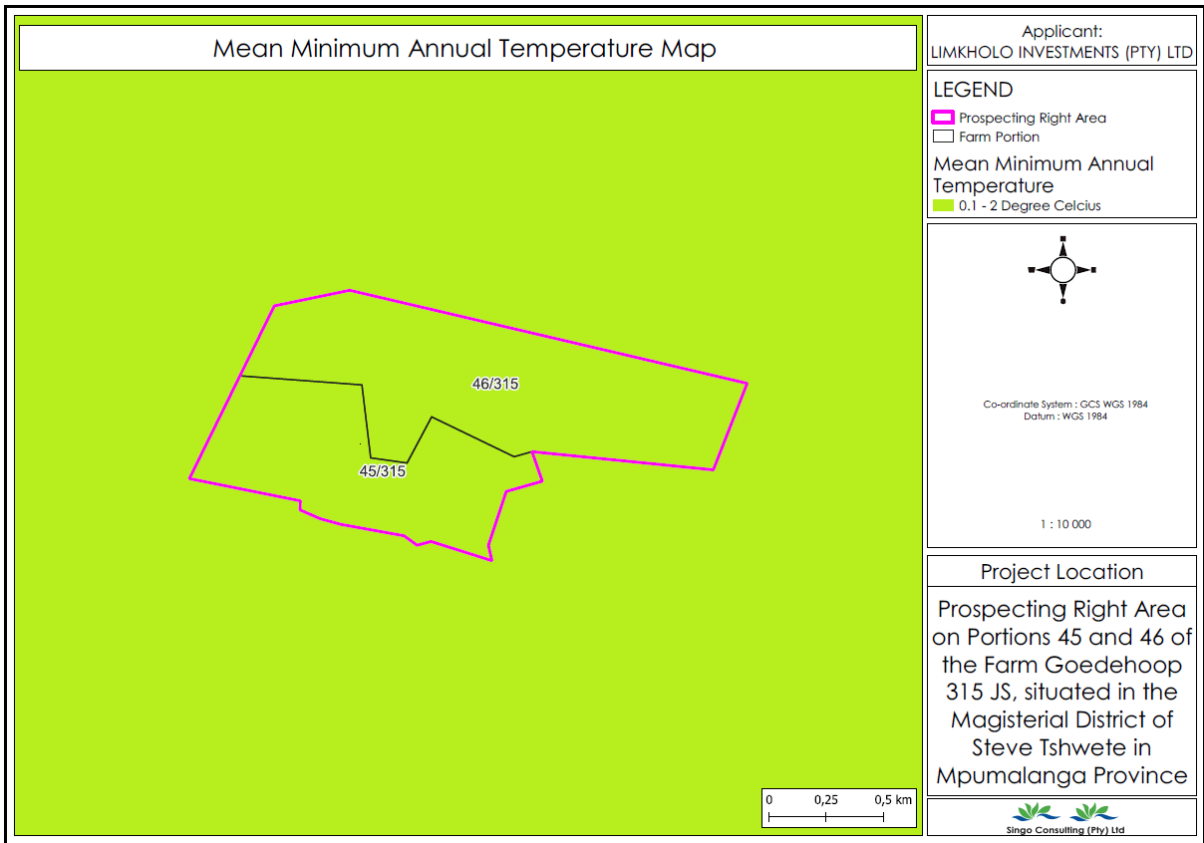 Mean Minimum Annual Temperature Map
46/315
45/315
0 0,25 0,5 km
Applicant:
LIMKHOLO INVESTMENTS (PTY) LTD
LEGEND
Prospecting Right Area
Farm Portion
Mean Minimum Annual
Temperature
0.1 - 2 Degree Celcius
Co-ordinate System : GCS WGS 1984
Datum : WGS 1984
1 : 10 000
Project Location
Prospecting Right Area
on Portions 45 and 46 of
the Farm Goedehoop
315 JS, situated in the
Magisterial District of
Steve Tshwete in
Mpumalanga Province
Singo Consulting (Pty) Ltd